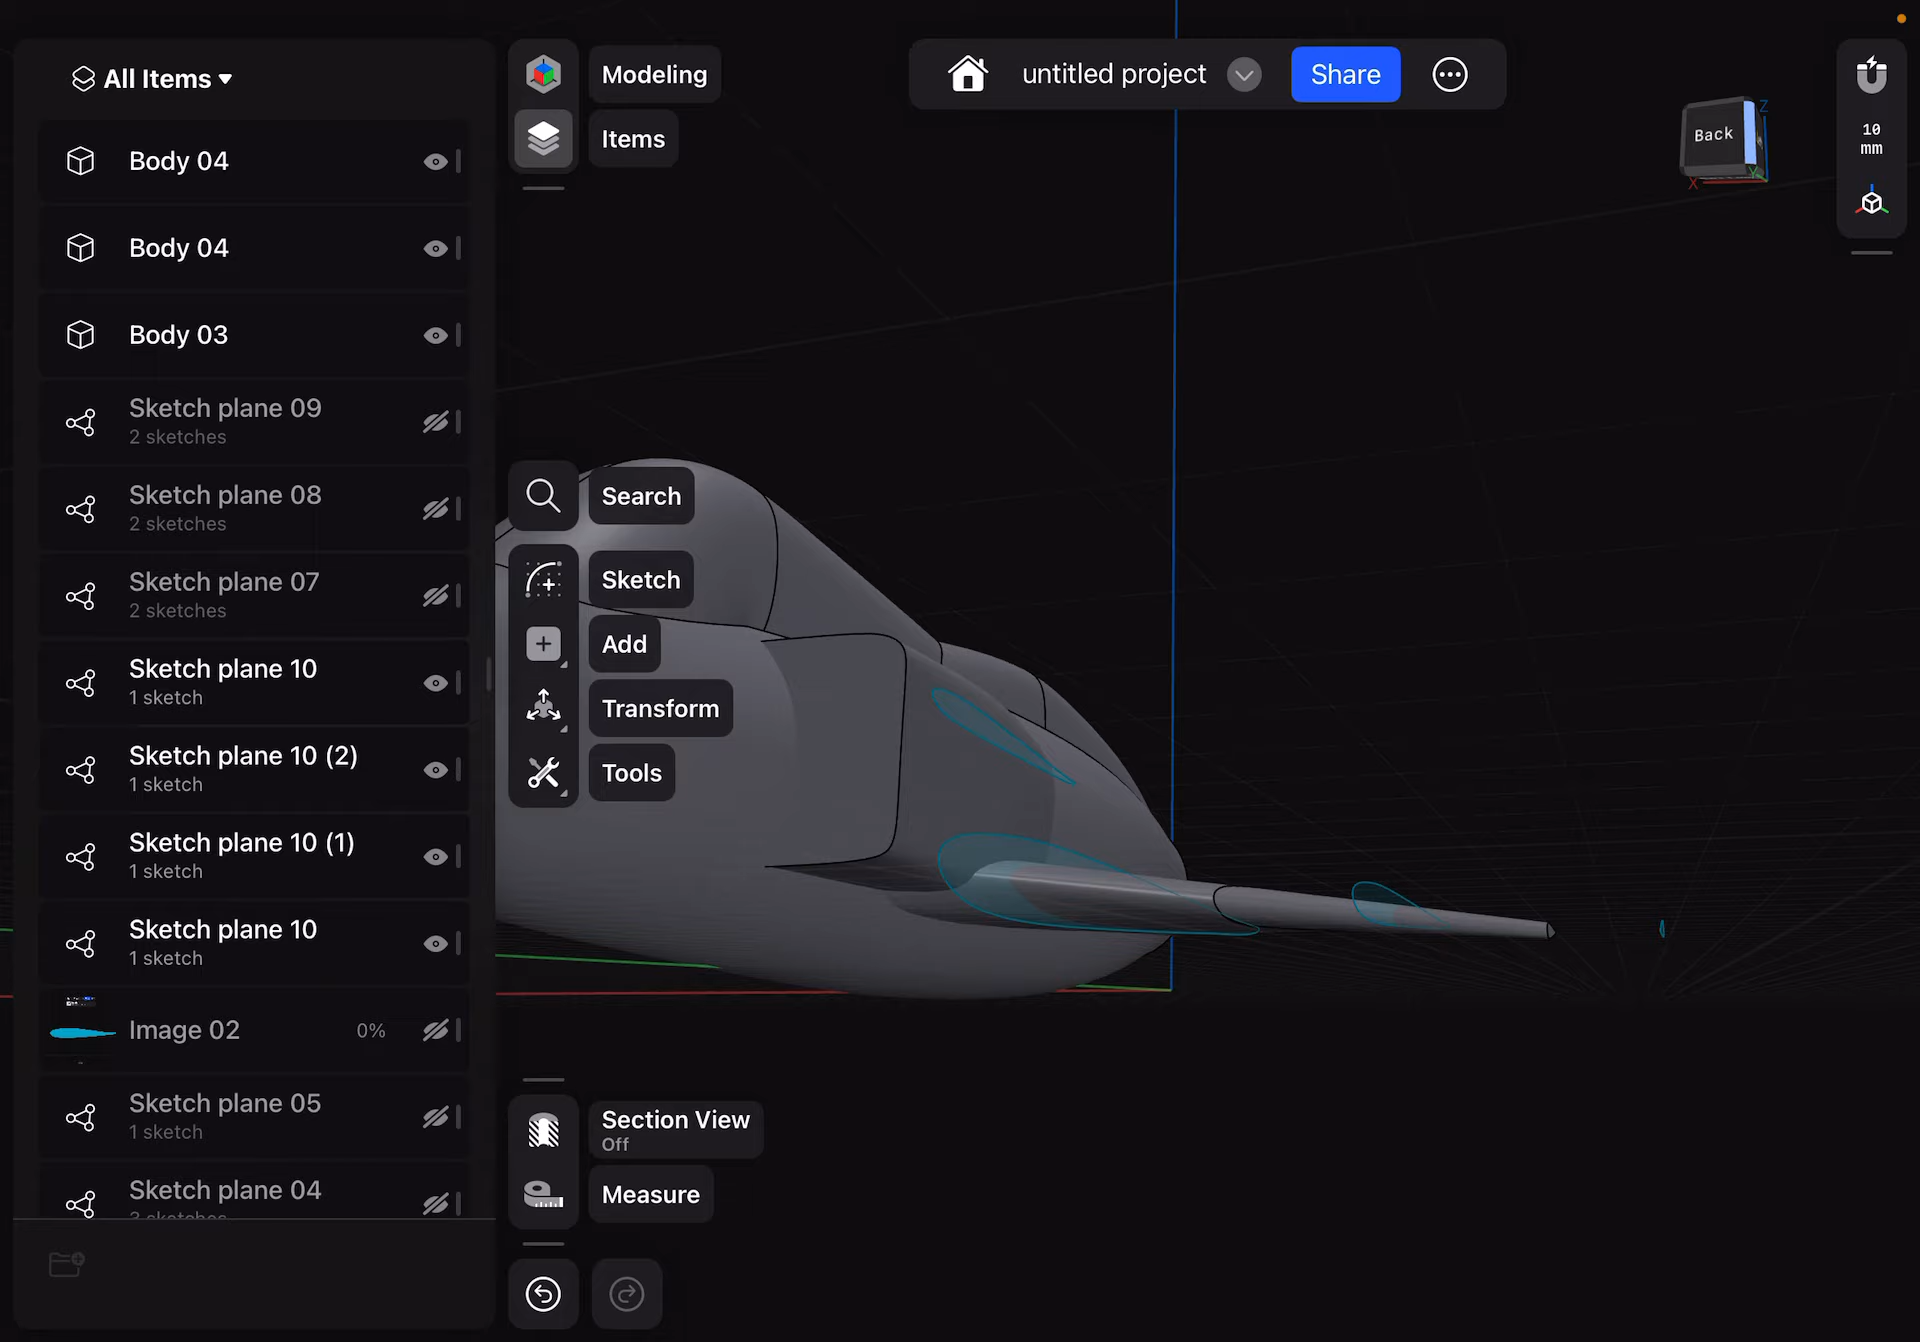 All Items
Body 04
Body 04
Body 03
Sketch plane 09
2 sketches
Sketch plane 08
2 sketches
Sketch plane 07
2 sketches
Sketch plane 10
1 sketch
Sketch plane 10 (2)
1 sketch
Sketch plane 10 (1)
1 sketch
Sketch plane 10
1 sketch
Image 02
0%
Sketch plane 05
1 sketch
Sketch plane 04
3 sketches
Modeling
Items
Search
Sketch
Add
Transform
Tools
Section View
Off
Measure
untitled project
Share
Back
Z
X
Y
10
mm